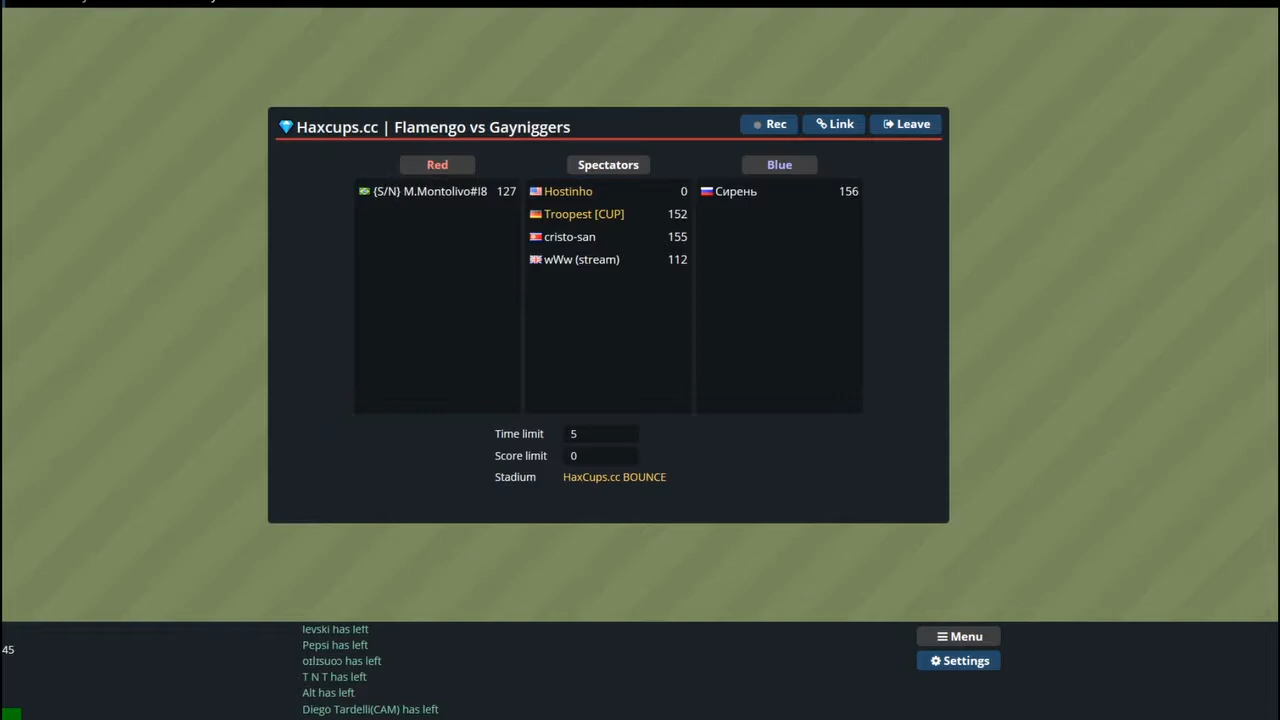 Haxcups.cc | Flamengo vs Gayniggers
Rec
Link
Leave
Red
Spectators
Blue
{S/N} M.Montolivo#l8 127
Hostinho 0
Troopest [CUP] 152
cristo-san 155
wWw (stream) 112
Сирень 156
Time limit 5
Score limit 0
Stadium HaxCups.cc BOUNCE
45
levski has left
Pepsi has left
oılısuoɔ has left
T N T has left
Alt has left
Diego Tardelli(CAM) has left
Menu
Settings